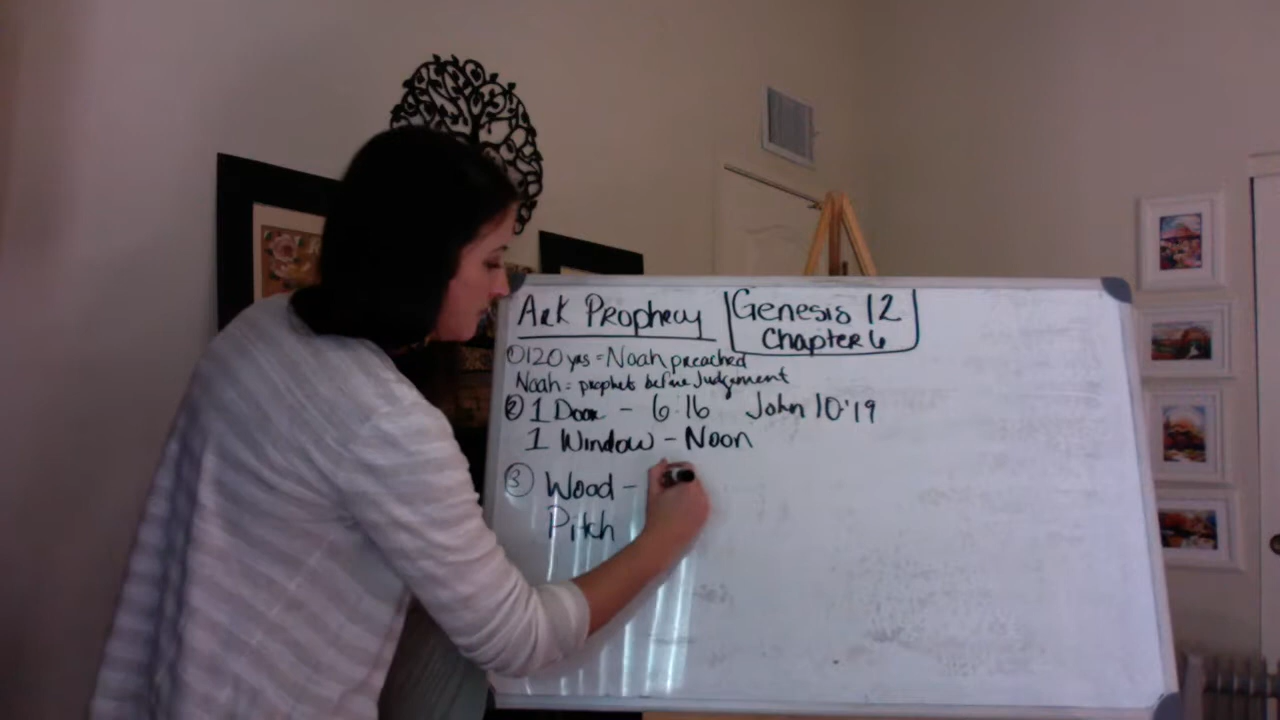 Ark Prophecy
Genesis 12
Chapter 6
① 120 yrs = Noah preached
Noah = prophets before Judgement
② 1 Door - 6:16 John 10:19
1 Window - Noon
③ Wood -
Pitch